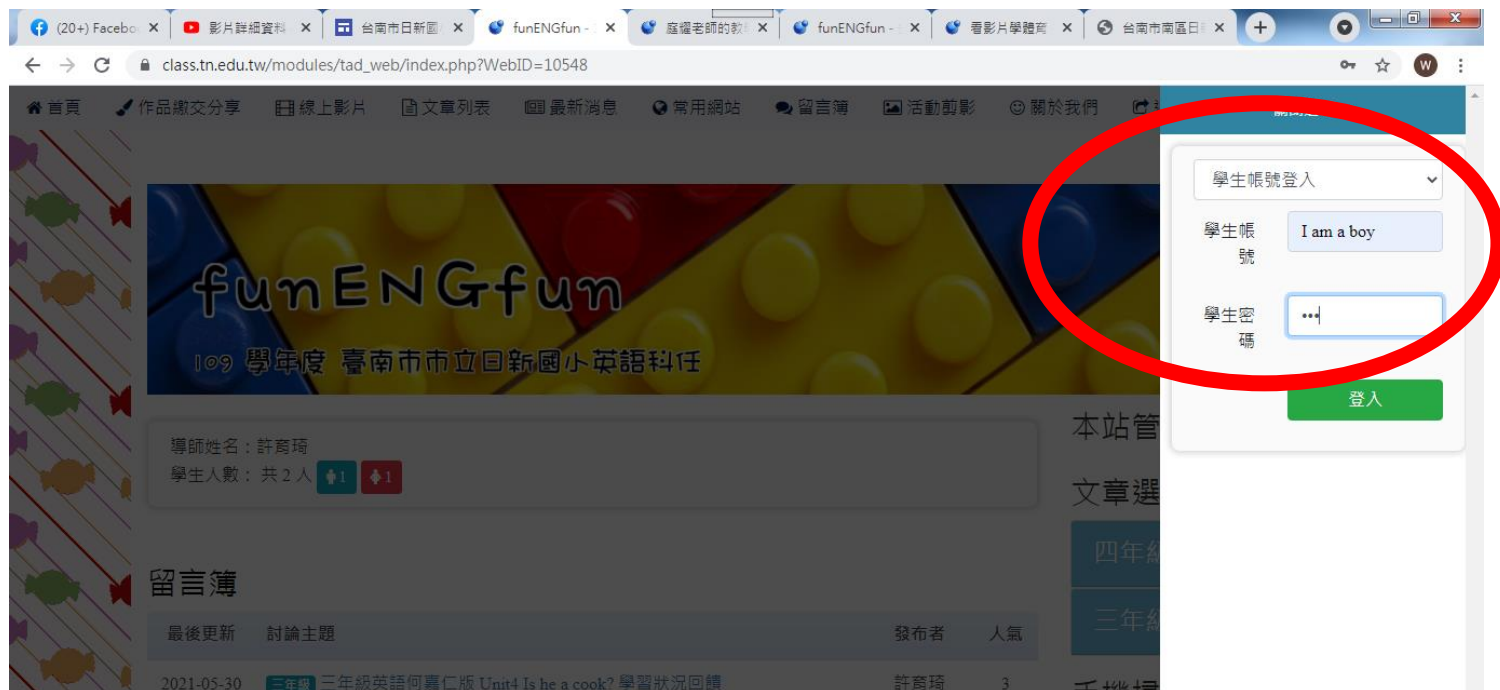 (20+) Facebo
影片詳細資料
台南市日新國
funENGfun -
庭耀老師的教
funENGfun -
看影片學體育
台南市南區日
class.tn.edu.tw/modules/tad_web/index.php?WebID=10548
W
首頁 作品繳交分享 線上影片 文章列表 最新消息 常用網站 留言簿 活動剪影 關於我們
學生帳號登入
學生帳
號
I am a boy
學生密
碼
•••
登入
funENGfun
109 學年度 臺南市市立日新國小英語科任
導師姓名：許育琦
學生人數： 共 2 人 1 1
本站管
文章選
四年級
三年級
留言簿
最後更新 討論主題 發布者 人氣
2021-05-30 三年級 三年級英語何嘉仁版 Unit4 Is he a cook? 學習狀況回饋 許育琦 3